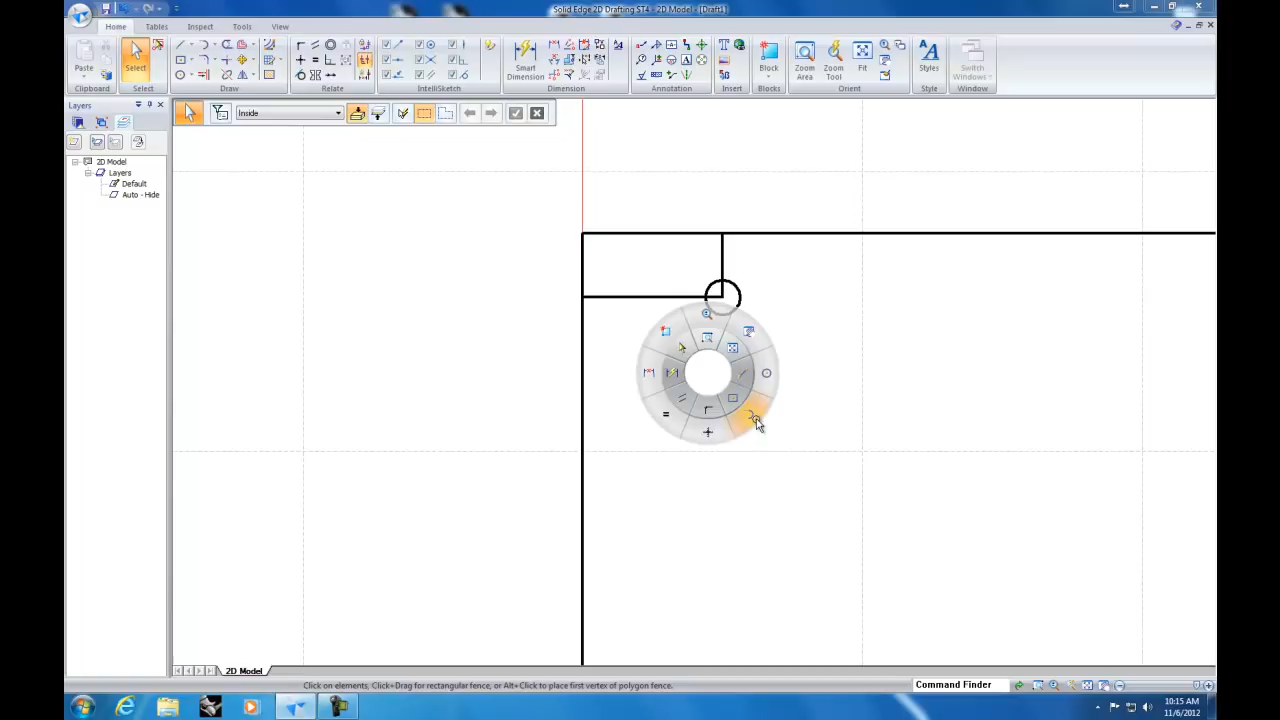 Solid Edge 2D Drafting ST4 - 2D Model - [Draft1]
Home Tables Inspect Tools View
Paste
Select
Smart Dimension
Block
Zoom Area
Zoom Tool
Fit
Styles
Switch Windows
Clipboard Select Draw Relate IntelliSketch Dimension Annotation Insert Blocks Orient Style Window
Layers
Inside
2D Model
Layers
Default
Auto - Hide
2D Model
Click on elements, Click+Drag for rectangular fence, or Alt+Click to place first vertex of polygon fence.
Command Finder
10:15 AM
11/6/2012